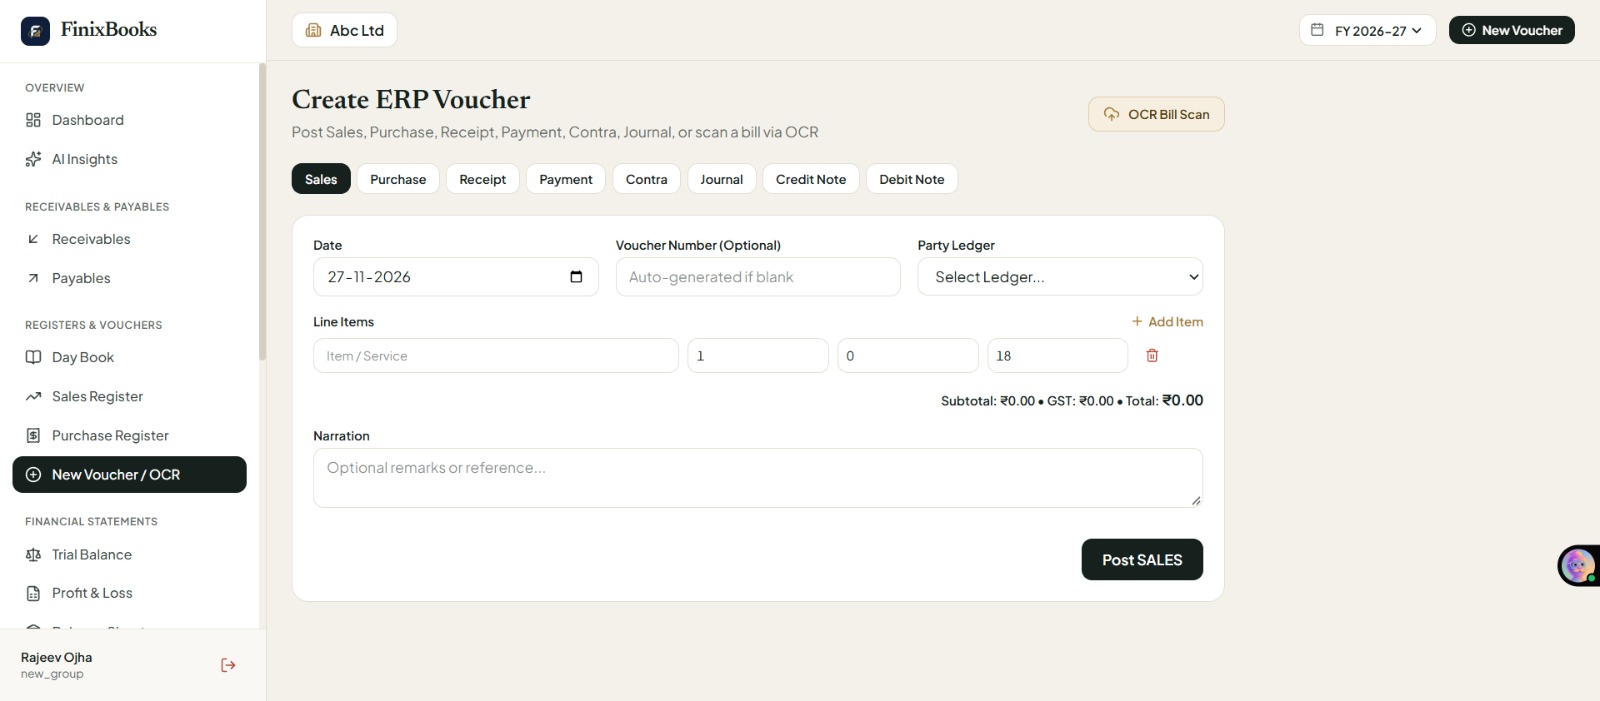 FinixBooks
Abc Ltd
FY 2026-27
New Voucher
OVERVIEW
Dashboard
AI Insights
RECEIVABLES & PAYABLES
Receivables
Payables
REGISTERS & VOUCHERS
Day Book
Sales Register
Purchase Register
New Voucher / OCR
FINANCIAL STATEMENTS
Trial Balance
Profit & Loss
Rajeev Ojha
new_group
Create ERP Voucher
Post Sales, Purchase, Receipt, Payment, Contra, Journal, or scan a bill via OCR
OCR Bill Scan
Sales Purchase Receipt Payment Contra Journal Credit Note Debit Note
Date Voucher Number (Optional) Party Ledger
27-11-2026 Auto-generated if blank Select Ledger...
Line Items + Add Item
Item / Service 1 0 18
Subtotal: ₹0.00 • GST: ₹0.00 • Total: ₹0.00
Narration
Optional remarks or reference...
Post SALES